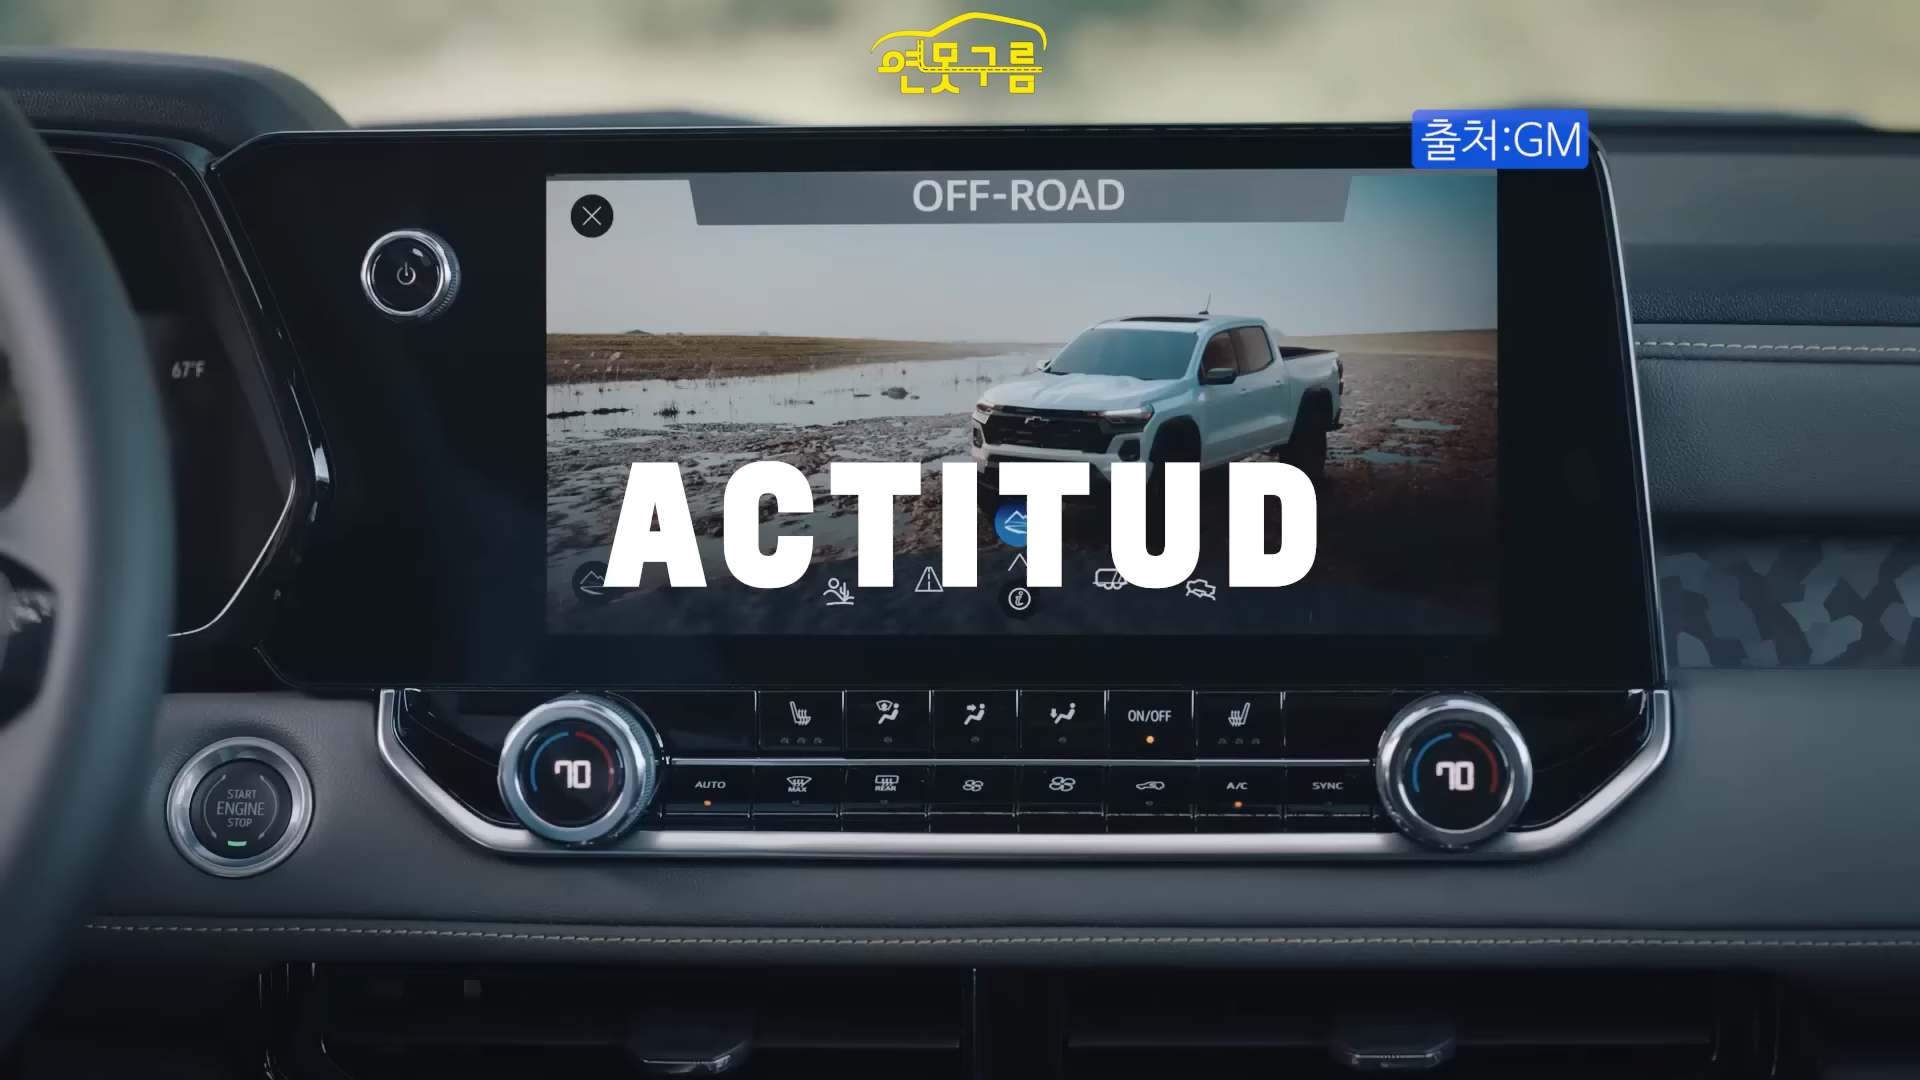 연못구름
출처:GM
OFF-ROAD
67°F
ACTITUD
70
ON/OFF
70
AUTO
MAX
REAR
A/C
SYNC
START
ENGINE
STOP